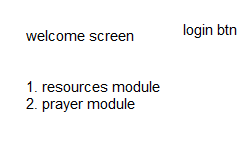 login btn
welcome screen
1. resources module
2. prayer module